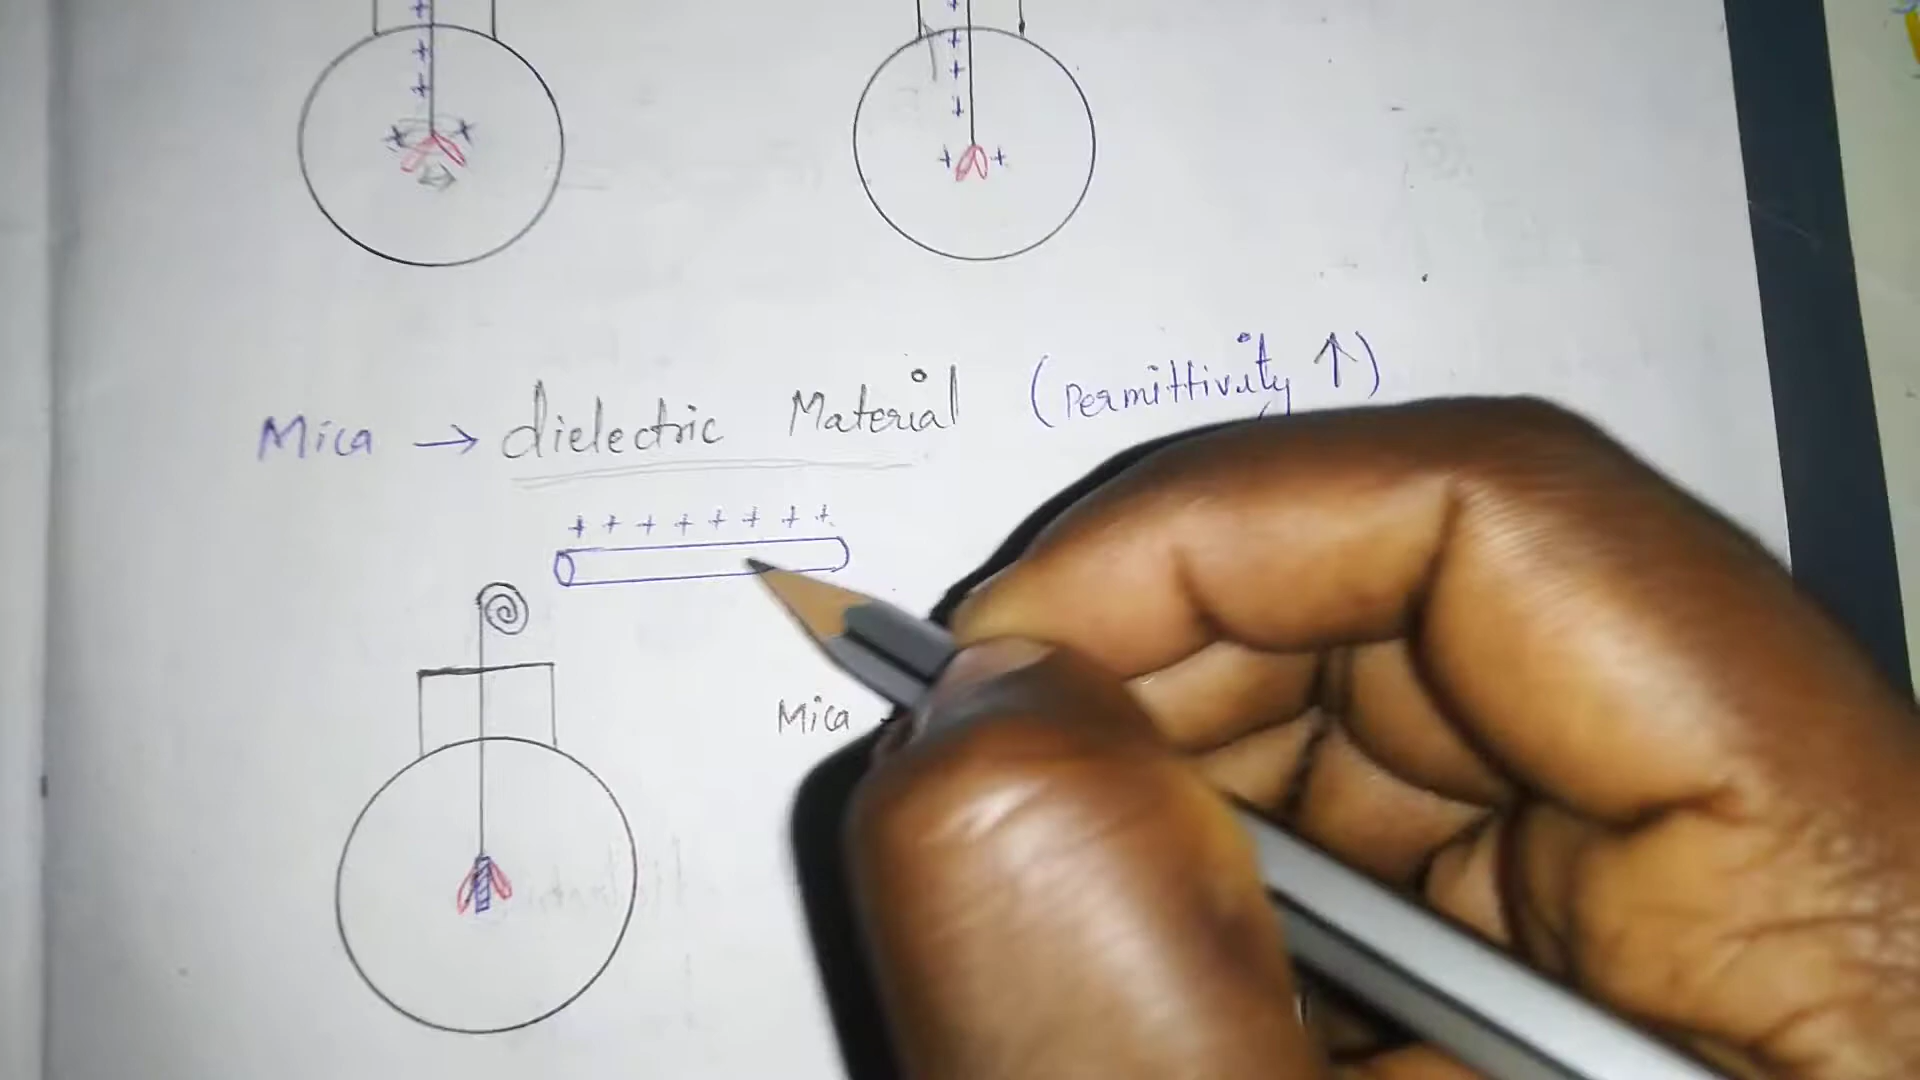 Mica → dielectric Material (Permittivity ↑)
+ + + + + + + +
Mica